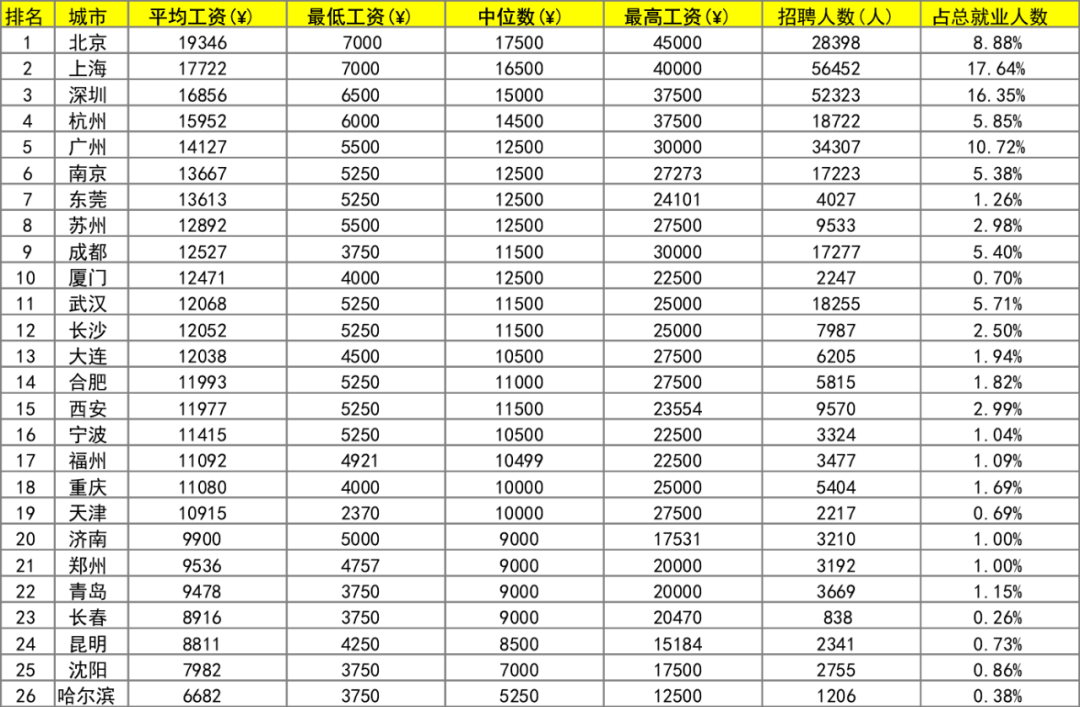 排名 城市 平均工资(¥) 最低工资(¥) 中位数(¥) 最高工资(¥) 招聘人数(人) 占总就业人数
1 北京 19346 7000 17500 45000 28398 8.88%
2 上海 17722 7000 16500 40000 56452 17.64%
3 深圳 16856 6500 15000 37500 52323 16.35%
4 杭州 15952 6000 14500 37500 18722 5.85%
5 广州 14127 5500 12500 30000 34307 10.72%
6 南京 13667 5250 12500 27273 17223 5.38%
7 东莞 13613 5250 12500 24101 4027 1.26%
8 苏州 12892 5500 12500 27500 9533 2.98%
9 成都 12527 3750 11500 30000 17277 5.40%
10 厦门 12471 4000 12500 22500 2247 0.70%
11 武汉 12068 5250 11500 25000 18255 5.71%
12 长沙 12052 5250 11500 25000 7987 2.50%
13 大连 12038 4500 10500 27500 6205 1.94%
14 合肥 11993 5250 11000 27500 5815 1.82%
15 西安 11977 5250 11500 23554 9570 2.99%
16 宁波 11415 5250 10500 22500 3324 1.04%
17 福州 11092 4921 10499 22500 3477 1.09%
18 重庆 11080 4000 10000 25000 5404 1.69%
19 天津 10915 2370 10000 27500 2217 0.69%
20 济南 9900 5000 9000 17531 3210 1.00%
21 郑州 9536 4757 9000 20000 3192 1.00%
22 青岛 9478 3750 9000 20000 3669 1.15%
23 长春 8916 3750 9000 20470 838 0.26%
24 昆明 8811 4250 8500 15184 2341 0.73%
25 沈阳 7982 3750 7000 17500 2755 0.86%
26 哈尔滨 6682 3750 5250 12500 1206 0.38%